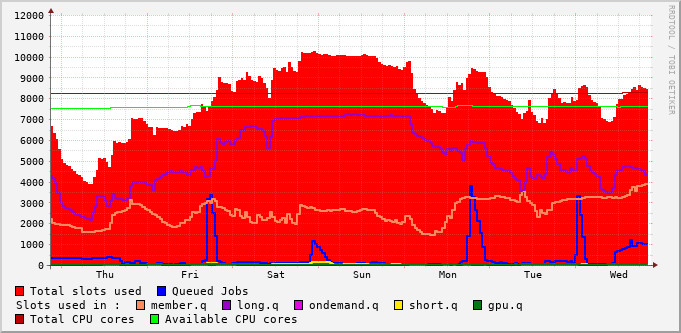 12000
11000
10000
9000
8000
7000
6000
5000
4000
3000
2000
1000
0
Thu Fri Sat Sun Mon Tue Wed
RRDTOOL / TOBI OETIKER
Total slots used Queued Jobs
Slots used in : member.q long.q ondemand.q short.q gpu.q
Total CPU cores Available CPU cores